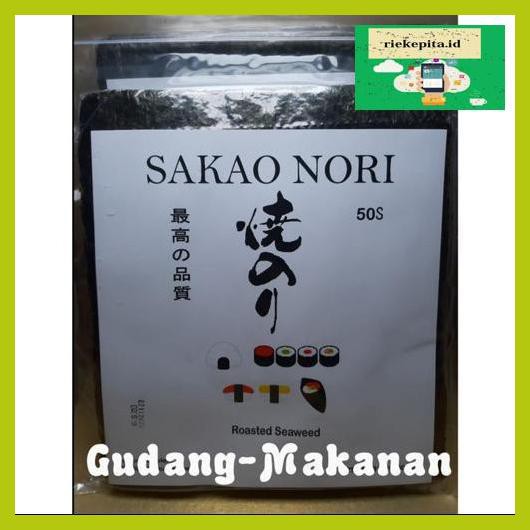 riekepita.id
SAKAO NORI
最高の品質
焼のり
50S
Roasted Seaweed
Gudang-Makanan